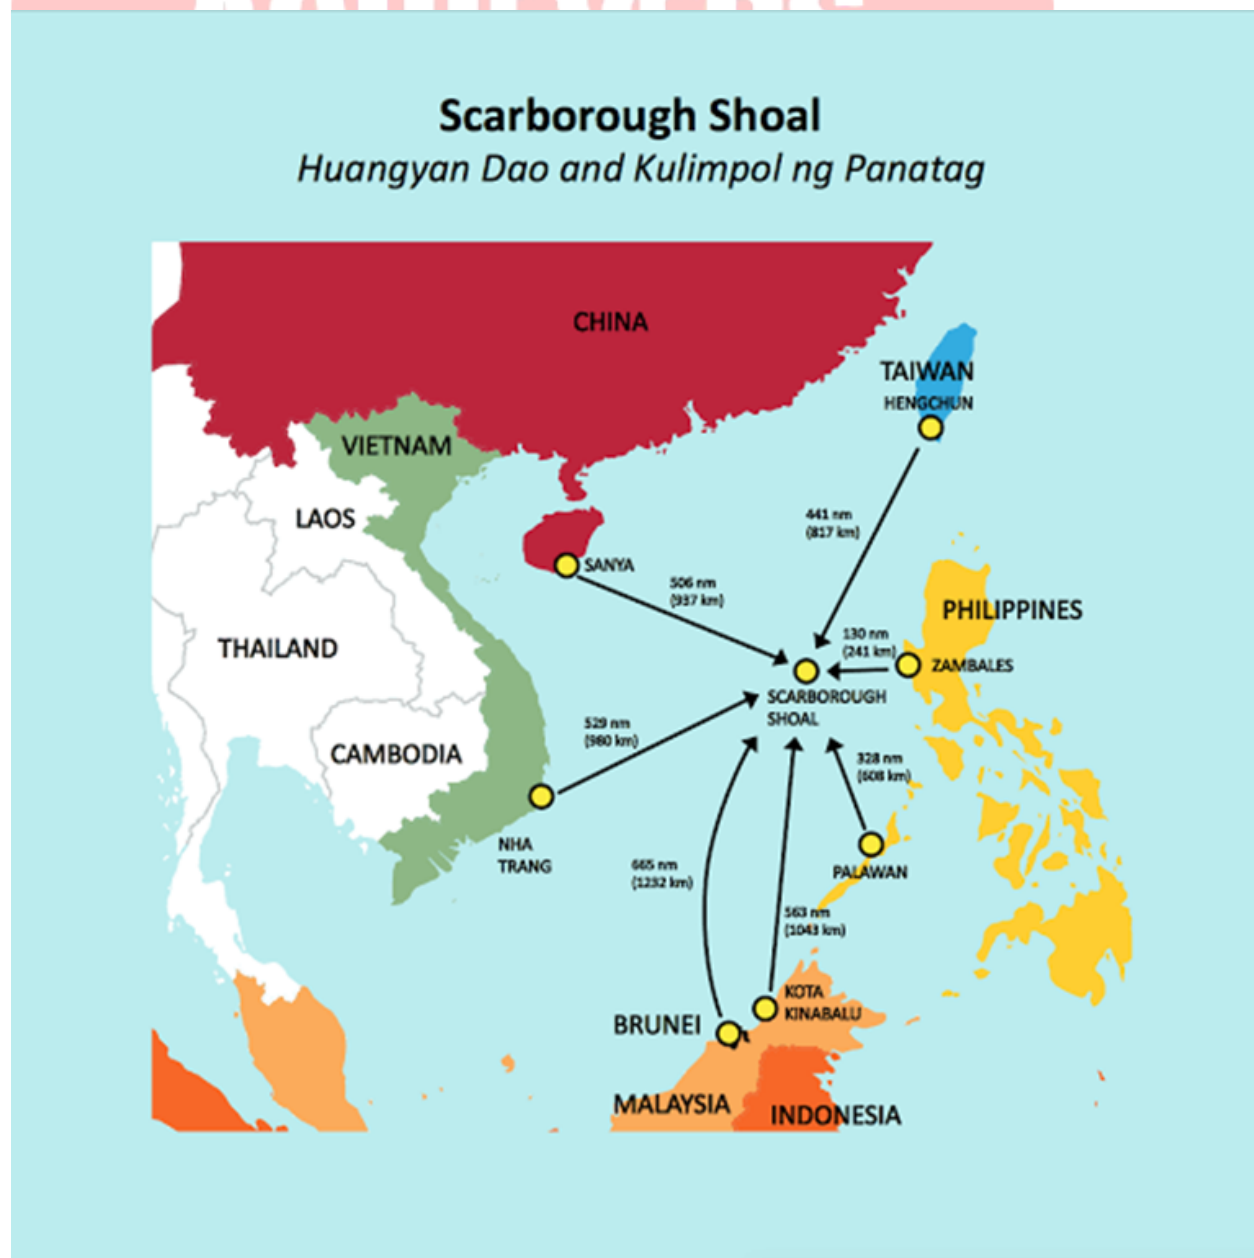 Scarborough Shoal
Huangyan Dao and Kulimpol ng Panatag
CHINA
TAIWAN
HENGCHUN
VIETNAM
LAOS
441 nm
(817 km)
SANYA
506 nm
(937 km)
PHILIPPINES
THAILAND
130 nm
(241 km)
ZAMBALES
SCARBOROUGH
SHOAL
529 nm
(980 km)
CAMBODIA
328 nm
(608 km)
NHA
TRANG
665 nm
(1232 km)
PALAWAN
563 nm
(1043 km)
KOTA
KINABALU
BRUNEI
MALAYSIA
INDONESIA